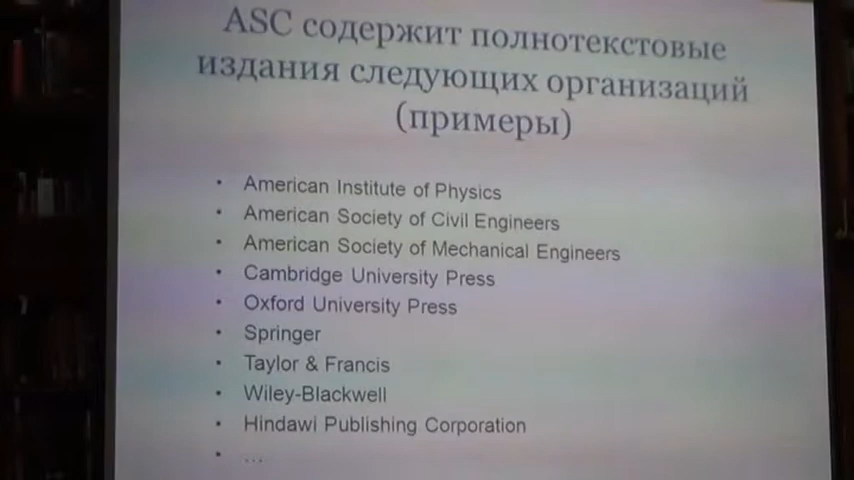 ASC содержит полнотекстовые
издания следующих организаций
(примеры)
• American Institute of Physics
• American Society of Civil Engineers
• American Society of Mechanical Engineers
• Cambridge University Press
• Oxford University Press
• Springer
• Taylor & Francis
• Wiley-Blackwell
• Hindawi Publishing Corporation
• ...